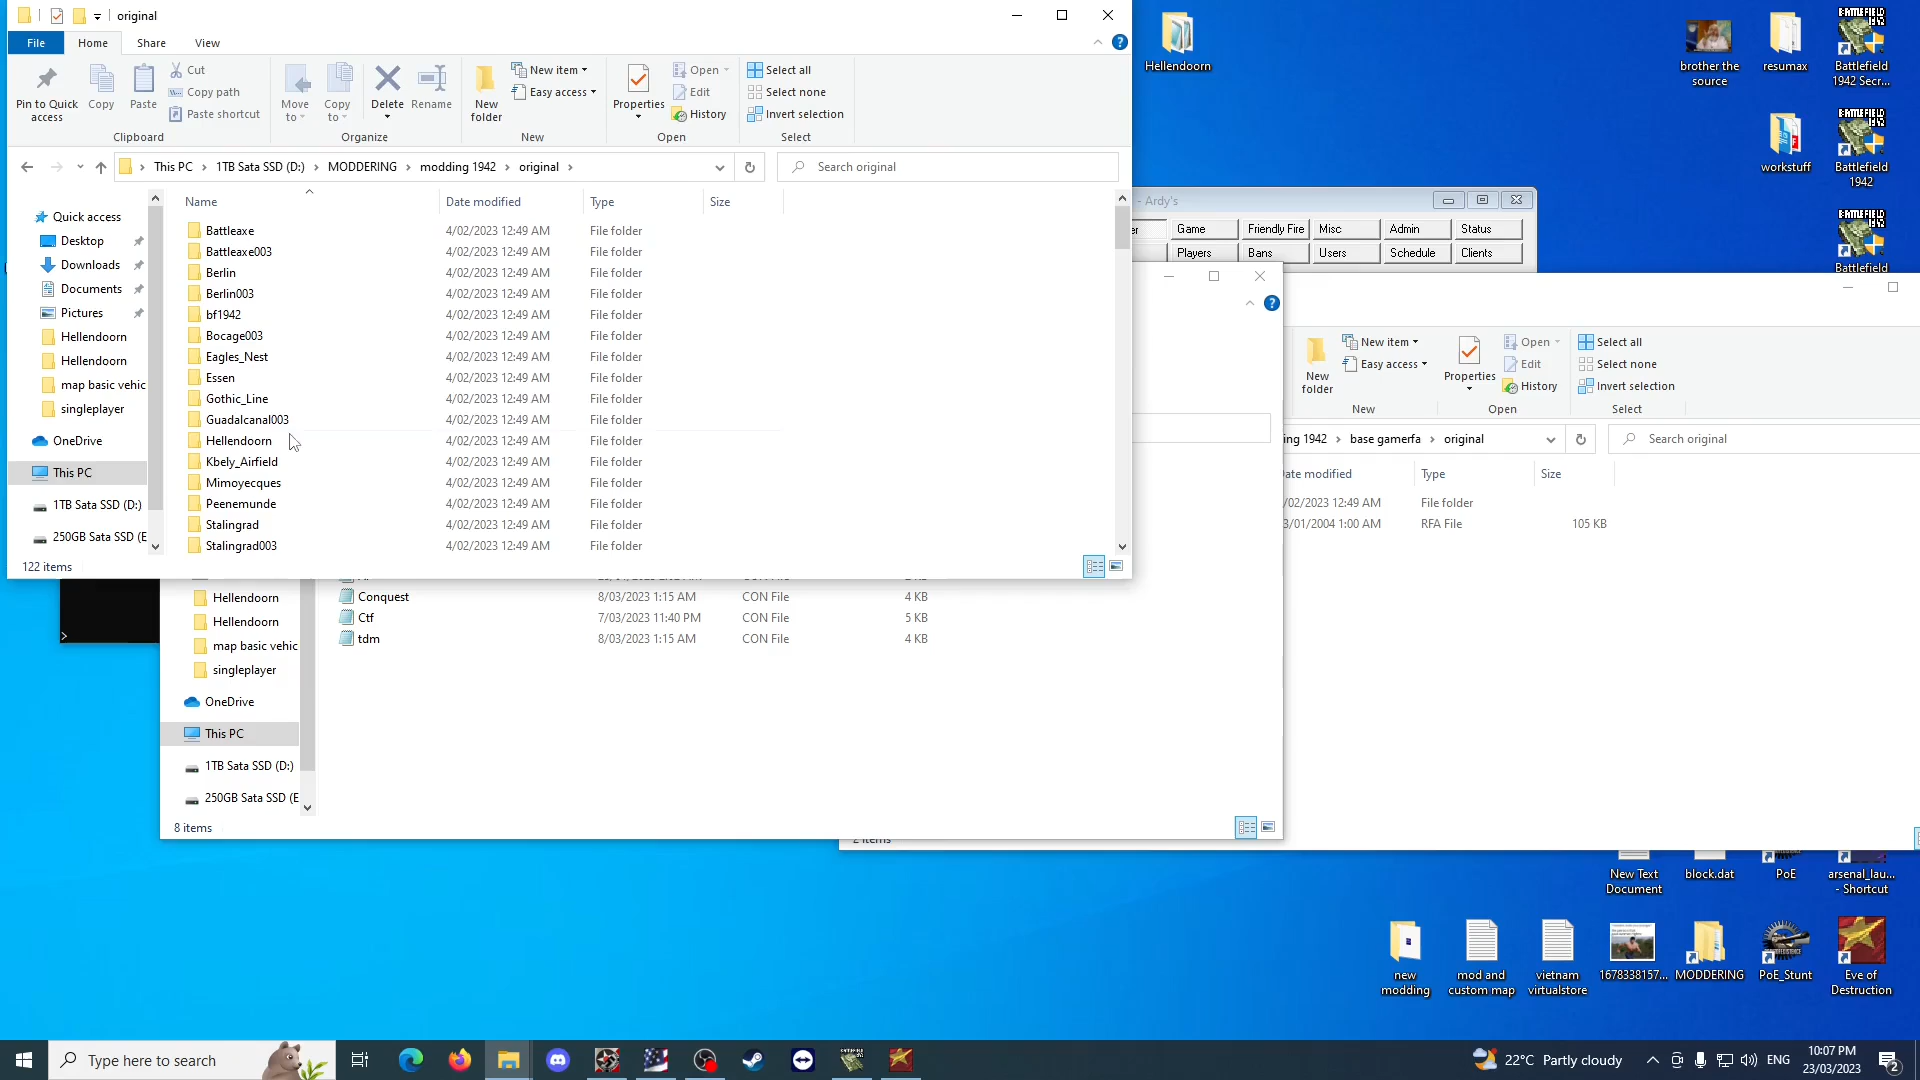 original
File
Home
Share
View
Pin to Quick access
Copy
Paste
Cut
Copy path
Paste shortcut
Clipboard
Move to
Copy to
Delete
Rename
Organize
New folder
New item
Easy access
New
Properties
Open
Edit
History
Open
Select all
Select none
Invert selection
Select
This PC > 1TB Sata SSD (D:) > MODDERING > modding 1942 > original >
Search original
Name
Date modified
Type
Size
Quick access
Desktop
Downloads
Documents
Pictures
Hellendoorn
Hellendoorn
map basic vehic
singleplayer
OneDrive
This PC
1TB Sata SSD (D:)
250GB Sata SSD (E
Battleaxe 4/02/2023 12:49 AM File folder
Battleaxe003 4/02/2023 12:49 AM File folder
Berlin 4/02/2023 12:49 AM File folder
Berlin003 4/02/2023 12:49 AM File folder
bf1942 4/02/2023 12:49 AM File folder
Bocage003 4/02/2023 12:49 AM File folder
Eagles_Nest 4/02/2023 12:49 AM File folder
Essen 4/02/2023 12:49 AM File folder
Gothic_Line 4/02/2023 12:49 AM File folder
Guadalcanal003 4/02/2023 12:49 AM File folder
Hellendoorn 4/02/2023 12:49 AM File folder
Kbely_Airfield 4/02/2023 12:49 AM File folder
Mimoyecques 4/02/2023 12:49 AM File folder
Peenemunde 4/02/2023 12:49 AM File folder
Stalingrad 4/02/2023 12:49 AM File folder
Stalingrad003 4/02/2023 12:49 AM File folder
122 items
Hellendoorn
Hellendoorn
map basic vehic
singleplayer
OneDrive
This PC
1TB Sata SSD (D:)
250GB Sata SSD (E
Conquest 8/03/2023 1:15 AM CON File 4 KB
Ctf 7/03/2023 11:40 PM CON File 5 KB
tdm 8/03/2023 1:15 AM CON File 4 KB
8 items
- Ardy's
Game
Friendly Fire
Misc
Admin
Status
Players
Bans
Users
Schedule
Clients
New folder
New item
Easy access
New
Properties
Open
Edit
History
Open
Select all
Select none
Invert selection
Select
ing 1942 > base gamerfa > original
Search original
ate modified
Type
Size
/02/2023 12:49 AM File folder
/01/2004 1:00 AM RFA File 105 KB
2 items
Hellendoorn
brother the source
resumax
BATTLEFIELD 1942
Battlefield 1942 Secr...
workstuff
BATTLEFIELD 1942
Battlefield 1942
BATTLEFIELD 1942
Battlefield
New Text Document
block.dat
PoE
arsenal_lau... - Shortcut
new modding
mod and custom map
vietnam virtualstore
1678338157...
MODDERING
PoE_Stunt
Eve of Destruction
Type here to search
22°C Partly cloudy
ENG
10:07 PM
23/03/2023
2